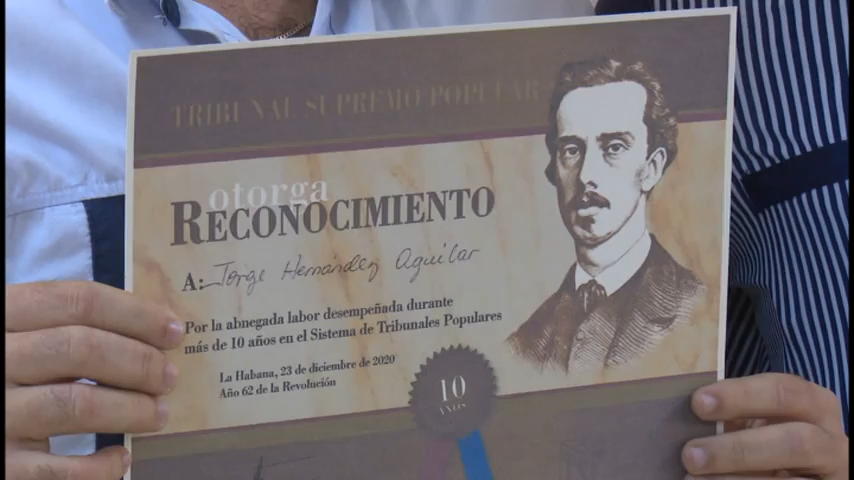 TRIBUNAL SUPREMO POPULAR
otorga
RECONOCIMIENTO
A: Jorge Hernández Aguilar
Por la abnegada labor desempeñada durante
más de 10 años en el Sistema de Tribunales Populares
La Habana, 23 de diciembre de 2020
Año 62 de la Revolución
10
AÑOS